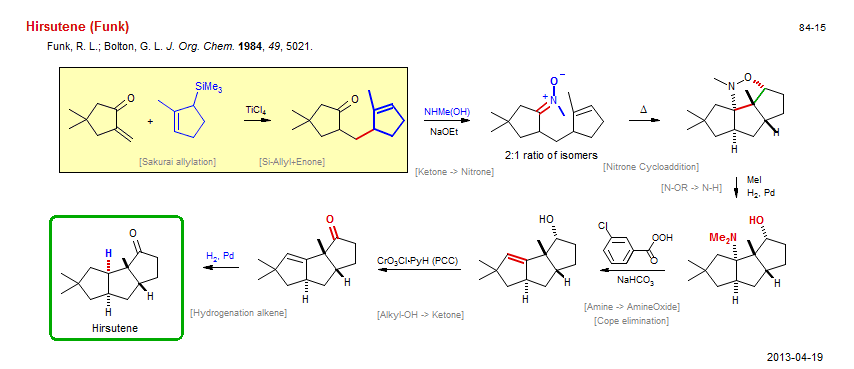 Hirsutene (Funk)
84-15
Funk, R. L.; Bolton, G. L. J. Org. Chem. 1984, 49, 5021.
SiMe3
O
+
TiCl4
O
[Sakurai allylation]
[Si-Allyl+Enone]
NHMe(OH)
NaOEt
[Ketone -> Nitrone]
O−
+N
2:1 ratio of isomers
Δ
[Nitrone Cycloaddition]
N O
H
H
[N-OR -> N-H]
MeI
H2, Pd
HO
Me2N
H
H
Cl
OOH
O
NaHCO3
[Amine -> AmineOxide]
[Cope elimination]
HO
H
H
CrO3Cl•PyH (PCC)
[Alkyl-OH -> Ketone]
O
H
H
H2, Pd
[Hydrogenation alkene]
O
H
H
H
Hirsutene
2013-04-19